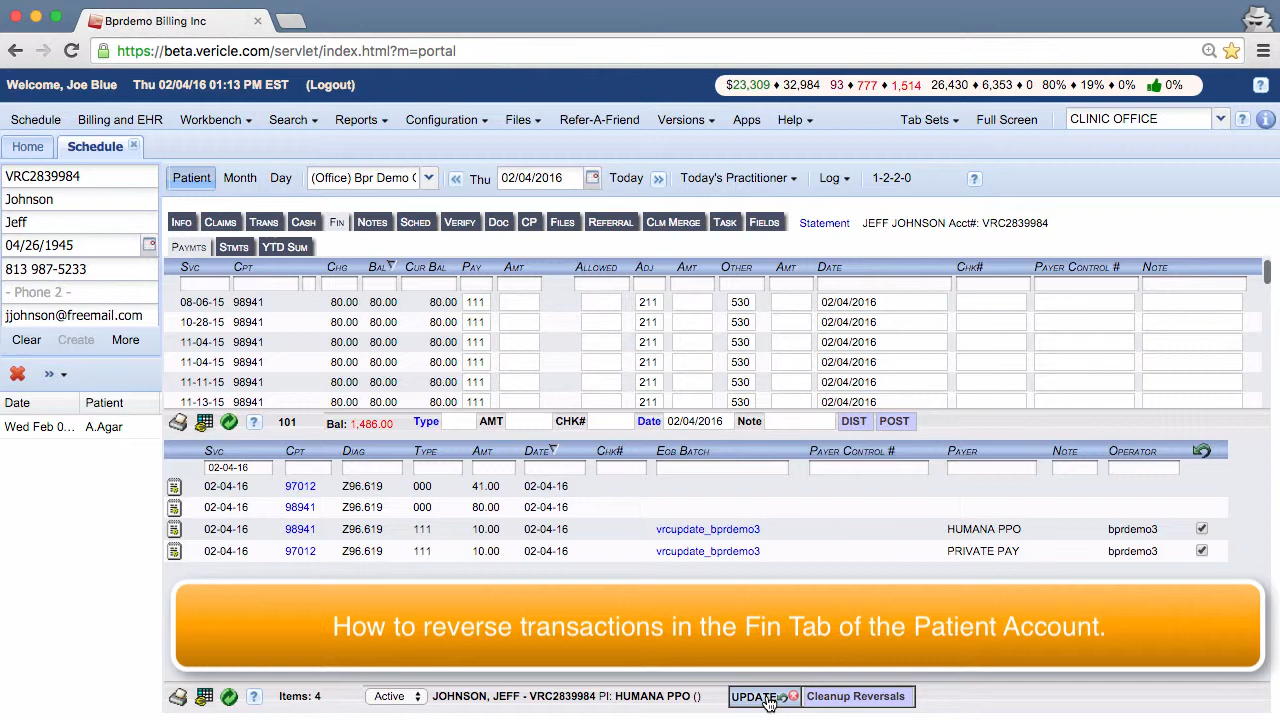 Bprdemo Billing Inc
https://beta.vericle.com/servlet/index.html?m=portal
Welcome, Joe Blue Thu 02/04/16 01:13 PM EST (Logout) $23,309 ♦ 32,984 93 ♦ 777 ♦ 1,514 26,430 ♦ 6,353 ♦ 0 80% ♦ 19% ♦ 0% 0% ?
Schedule Billing and EHR Workbench Search Reports Configuration Files Refer-A-Friend Versions Apps Help Tab Sets Full Screen CLINIC OFFICE ? i
Home Schedule
VRC2839984
Johnson
Jeff
04/26/1945
813 987-5233
- Phone 2 -
jjohnson@freemail.com
Clear Create More
»
Date Patient
Wed Feb 0... A.Agar
Patient Month Day (Office) Bpr Demo C « Thu 02/04/2016 Today » Today's Practitioner Log 1-2-2-0 ?
INFO CLAIMS TRANS CASH FIN NOTES SCHED VERIFY DOC CP FILES REFERRAL CLM MERGE TASK FIELDS Statement JEFF JOHNSON Acct#: VRC2839984
PAYMTS STMTS YTD SUM
SVC CPT CHG BAL CUR BAL PAY AMT ALLOWED ADJ AMT OTHER AMT DATE CHK# PAYER CONTROL # NOTE
08-06-15 98941 80.00 80.00 80.00 111 211 530 02/04/2016
10-28-15 98941 80.00 80.00 80.00 111 211 530 02/04/2016
11-04-15 98941 80.00 80.00 80.00 111 211 530 02/04/2016
11-04-15 98941 80.00 80.00 80.00 111 211 530 02/04/2016
11-11-15 98941 80.00 80.00 80.00 111 211 530 02/04/2016
11-13-15 98941 80.00 80.00 80.00 111 211 530 02/04/2016
? 101 Bal: 1,486.00 Type AMT CHK# Date 02/04/2016 Note DIST POST
SVC CPT DIAG TYPE AMT DATE CHK# EOB BATCH PAYER CONTROL # PAYER NOTE OPERATOR
02-04-16
02-04-16 97012 Z96.619 000 41.00 02-04-16
02-04-16 98941 Z96.619 000 80.00 02-04-16
02-04-16 98941 Z96.619 111 10.00 02-04-16 vrcupdate_bprdemo3 HUMANA PPO bprdemo3
02-04-16 97012 Z96.619 111 10.00 02-04-16 vrcupdate_bprdemo3 PRIVATE PAY bprdemo3
How to reverse transactions in the Fin Tab of the Patient Account.
? Items: 4 Active JOHNSON, JEFF - VRC2839984 PI: HUMANA PPO () UPDATE Cleanup Reversals